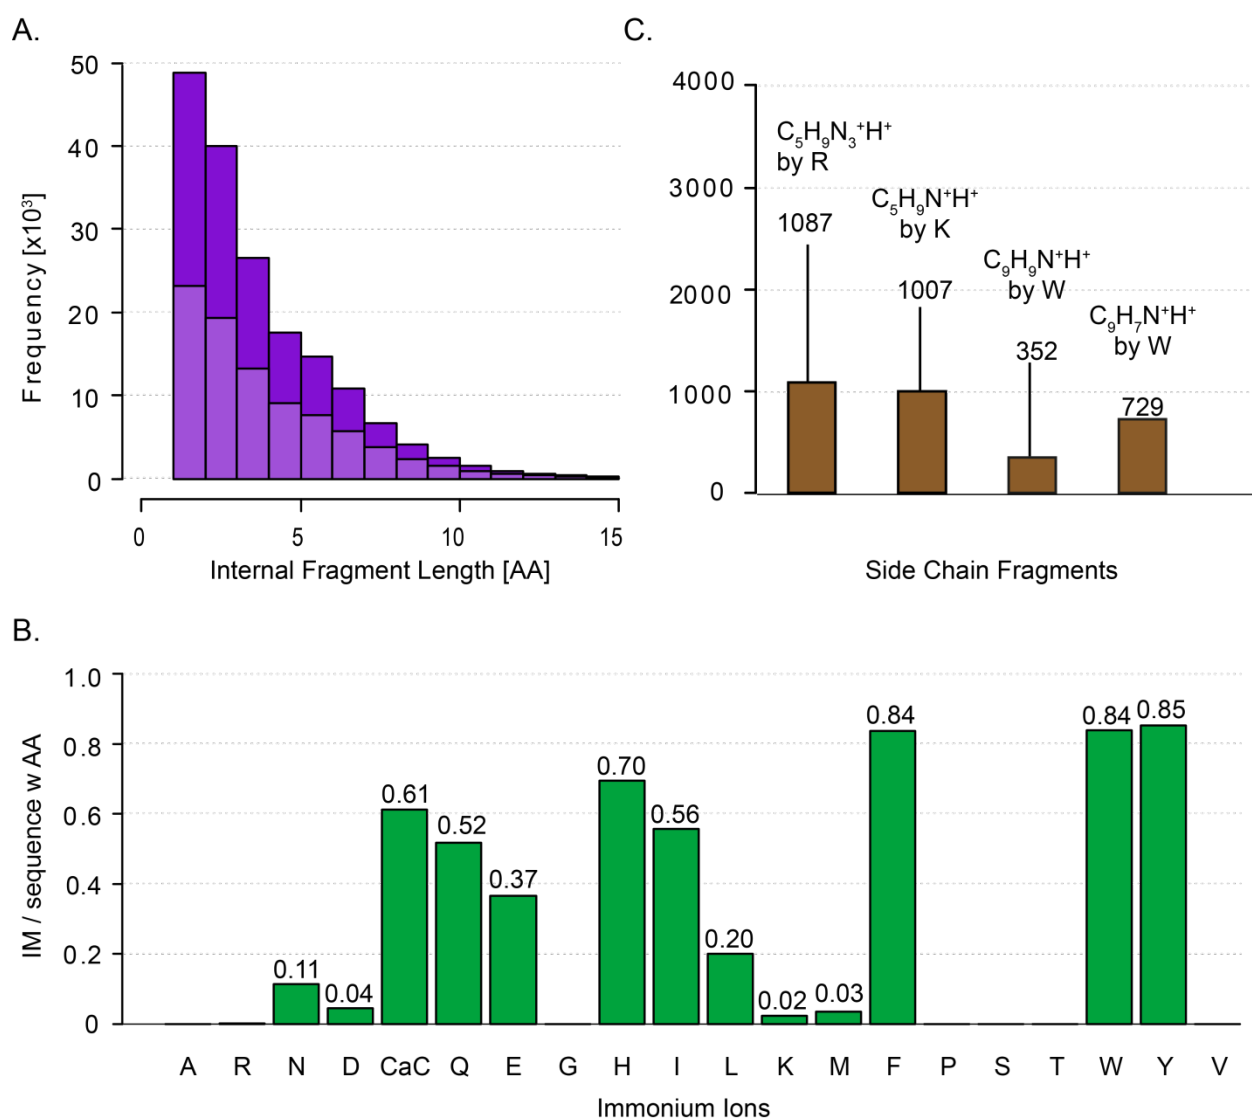 A.
50
40
30
20
10
0
Frequency [x10³]
0 5 10 15
Internal Fragment Length [AA]
C.
4000
3000
2000
1000
0
C₅H₉N₃⁺H⁺
by R
1087
C₅H₉N⁺H⁺
by K
1007
C₉H₉N⁺H⁺
by W
352
C₉H₇N⁺H⁺
by W
729
Side Chain Fragments
B.
1.0
0.8
0.6
0.4
0.2
0
IM / sequence w AA
0.11 0.04 0.61 0.52 0.37 0.70 0.56 0.20 0.02 0.03 0.84 0.84 0.85
A R N D CaC Q E G H I L K M F P S T W Y V
Immonium Ions